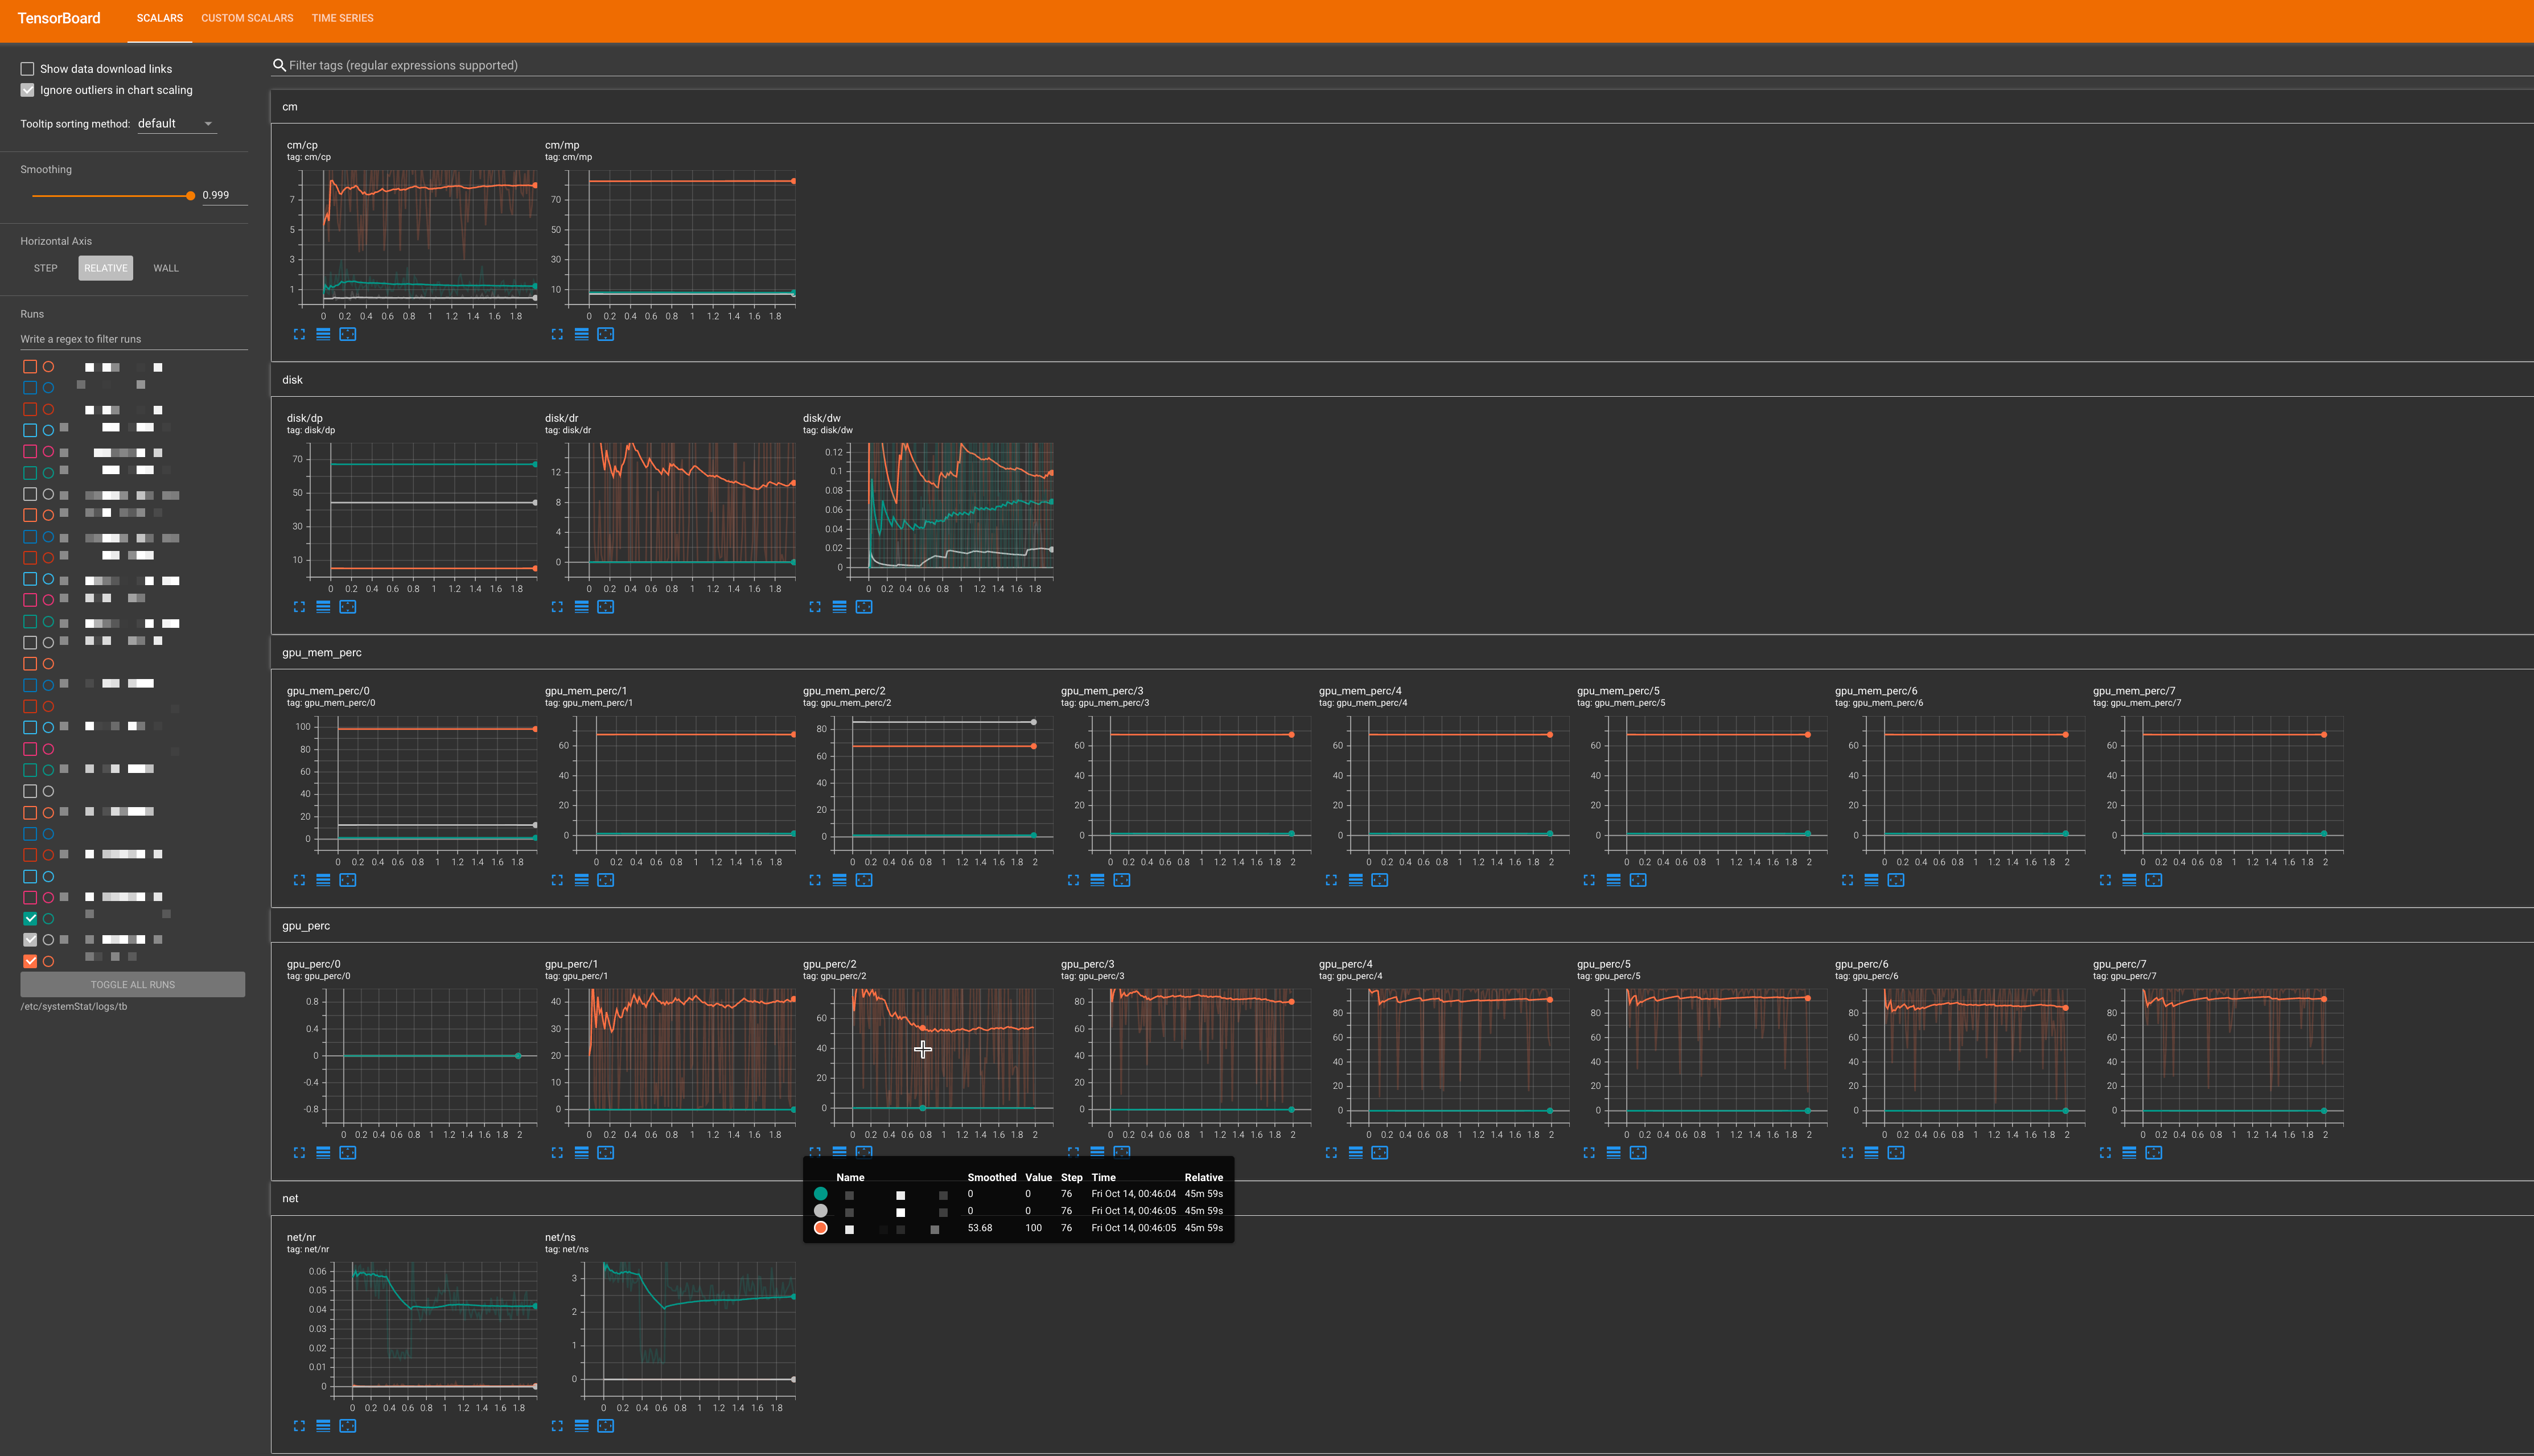 TensorBoard
SCALARS
CUSTOM SCALARS
TIME SERIES
Show data download links
Ignore outliers in chart scaling
Tooltip sorting method: default
Smoothing
0.999
Horizontal Axis
STEP RELATIVE WALL
Runs
Write a regex to filter runs
TOGGLE ALL RUNS
/etc/systemStat/logs/tb
Filter tags (regular expressions supported)
cm
cm/cp
tag: cm/cp
7
5
3
1
0 0.2 0.4 0.6 0.8 1 1.2 1.4 1.6 1.8
cm/mp
tag: cm/mp
70
50
30
10
0 0.2 0.4 0.6 0.8 1 1.2 1.4 1.6 1.8
disk
disk/dp
tag: disk/dp
70
50
30
10
0 0.2 0.4 0.6 0.8 1 1.2 1.4 1.6 1.8
disk/dr
tag: disk/dr
12
8
4
0
0 0.2 0.4 0.6 0.8 1 1.2 1.4 1.6 1.8
disk/dw
tag: disk/dw
0.12
0.1
0.08
0.06
0.04
0.02
0
0 0.2 0.4 0.6 0.8 1 1.2 1.4 1.6 1.8
gpu_mem_perc
gpu_mem_perc/0
tag: gpu_mem_perc/0
100
80
60
40
20
0
0 0.2 0.4 0.6 0.8 1 1.2 1.4 1.6 1.8
gpu_mem_perc/1
tag: gpu_mem_perc/1
60
40
20
0
0 0.2 0.4 0.6 0.8 1 1.2 1.4 1.6 1.8
gpu_mem_perc/2
tag: gpu_mem_perc/2
80
60
40
20
0
0 0.2 0.4 0.6 0.8 1 1.2 1.4 1.6 1.8 2
gpu_mem_perc/3
tag: gpu_mem_perc/3
60
40
20
0
0 0.2 0.4 0.6 0.8 1 1.2 1.4 1.6 1.8 2
gpu_mem_perc/4
tag: gpu_mem_perc/4
60
40
20
0
0 0.2 0.4 0.6 0.8 1 1.2 1.4 1.6 1.8 2
gpu_mem_perc/5
tag: gpu_mem_perc/5
60
40
20
0
0 0.2 0.4 0.6 0.8 1 1.2 1.4 1.6 1.8 2
gpu_mem_perc/6
tag: gpu_mem_perc/6
60
40
20
0
0 0.2 0.4 0.6 0.8 1 1.2 1.4 1.6 1.8 2
gpu_mem_perc/7
tag: gpu_mem_perc/7
60
40
20
0
0 0.2 0.4 0.6 0.8 1 1.2 1.4 1.6 1.8 2
gpu_perc
gpu_perc/0
tag: gpu_perc/0
0.8
0.4
0
-0.4
-0.8
0 0.2 0.4 0.6 0.8 1 1.2 1.4 1.6 1.8 2
gpu_perc/1
tag: gpu_perc/1
40
30
20
10
0
0 0.2 0.4 0.6 0.8 1 1.2 1.4 1.6 1.8
gpu_perc/2
tag: gpu_perc/2
60
40
20
0
0 0.2 0.4 0.6 0.8 1 1.2 1.4 1.6 1.8 2
gpu_perc/3
tag: gpu_perc/3
80
60
40
20
0
0 0.2 0.4 0.6 0.8 1 1.2 1.4 1.6 1.8 2
gpu_perc/4
tag: gpu_perc/4
80
60
40
20
0
0 0.2 0.4 0.6 0.8 1 1.2 1.4 1.6 1.8 2
gpu_perc/5
tag: gpu_perc/5
80
60
40
20
0
0 0.2 0.4 0.6 0.8 1 1.2 1.4 1.6 1.8 2
gpu_perc/6
tag: gpu_perc/6
80
60
40
20
0
0 0.2 0.4 0.6 0.8 1 1.2 1.4 1.6 1.8 2
gpu_perc/7
tag: gpu_perc/7
80
60
40
20
0
0 0.2 0.4 0.6 0.8 1 1.2 1.4 1.6 1.8 2
Name Smoothed Value Step Time Relative
0 0 76 Fri Oct 14, 00:46:04 45m 59s
0 0 76 Fri Oct 14, 00:46:05 45m 59s
53.68 100 76 Fri Oct 14, 00:46:05 45m 59s
net
net/nr
tag: net/nr
0.06
0.05
0.04
0.03
0.02
0.01
0
0 0.2 0.4 0.6 0.8 1 1.2 1.4 1.6 1.8
net/ns
tag: net/ns
3
2
1
0
0 0.2 0.4 0.6 0.8 1 1.2 1.4 1.6 1.8